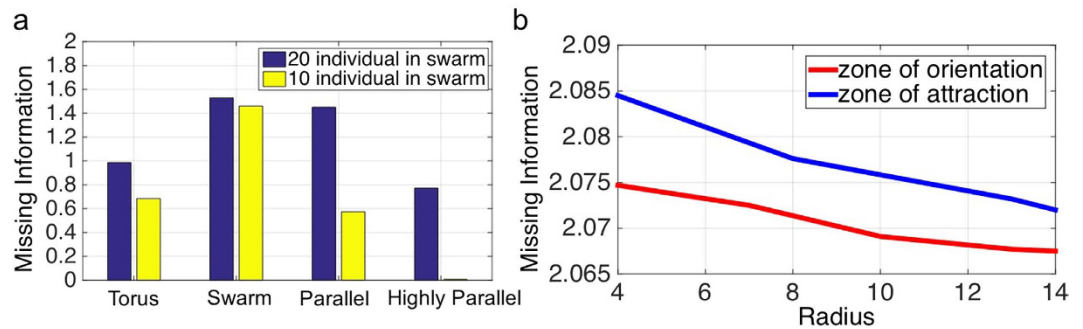 a
Missing Information
2
1.8
1.6
1.4
1.2
1
0.8
0.6
0.4
0.2
0
20 individual in swarm
10 individual in swarm
Torus Swarm Parallel Highly Parallel
b
Missing Information
2.09
2.085
2.08
2.075
2.07
2.065
zone of orientation
zone of attraction
4 6 8 10 12 14
Radius